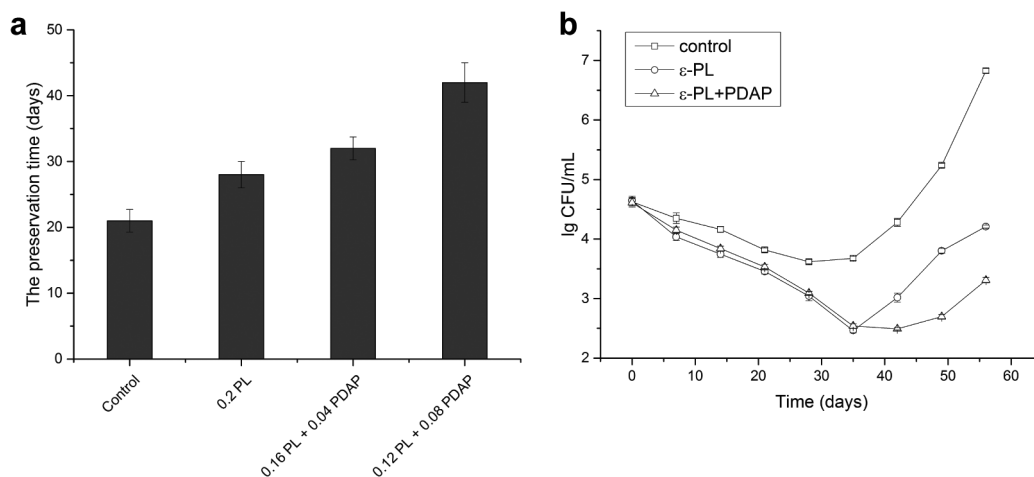 a
50
40
30
20
10
0
The preservation time (days)
Control
0.2 PL
0.16 PL + 0.04 PDAP
0.12 PL + 0.08 PDAP
b
control
ε-PL
ε-PL+PDAP
7
6
5
4
3
2
lg CFU/mL
0 10 20 30 40 50 60
Time (days)